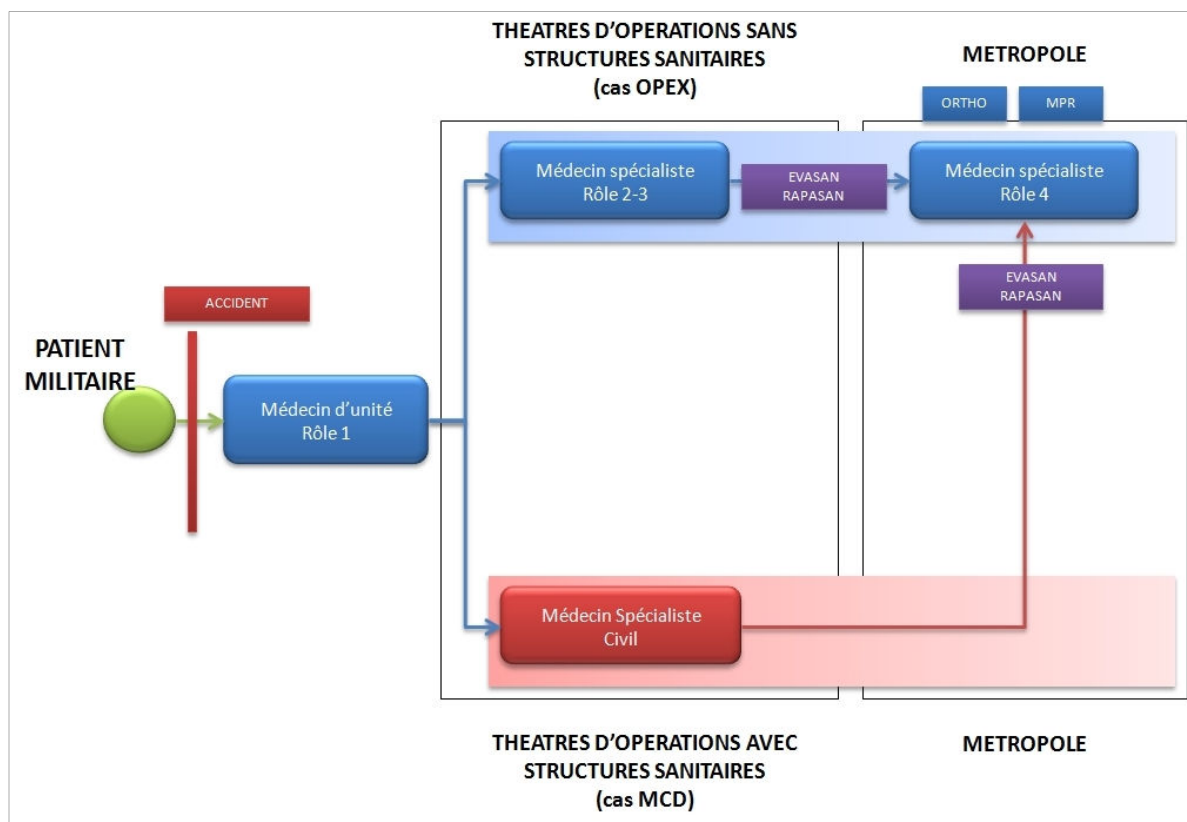 THEATRES D'OPERATIONS SANS
STRUCTURES SANITAIRES
(cas OPEX)
METROPOLE
ORTHO
MPR
Médecin spécialiste
Rôle 2-3
EVASAN
RAPASAN
Médecin spécialiste
Rôle 4
EVASAN
RAPASAN
ACCIDENT
PATIENT
MILITAIRE
Médecin d'unité
Rôle 1
Médecin Spécialiste
Civil
THEATRES D'OPERATIONS AVEC
STRUCTURES SANITAIRES
(cas MCD)
METROPOLE